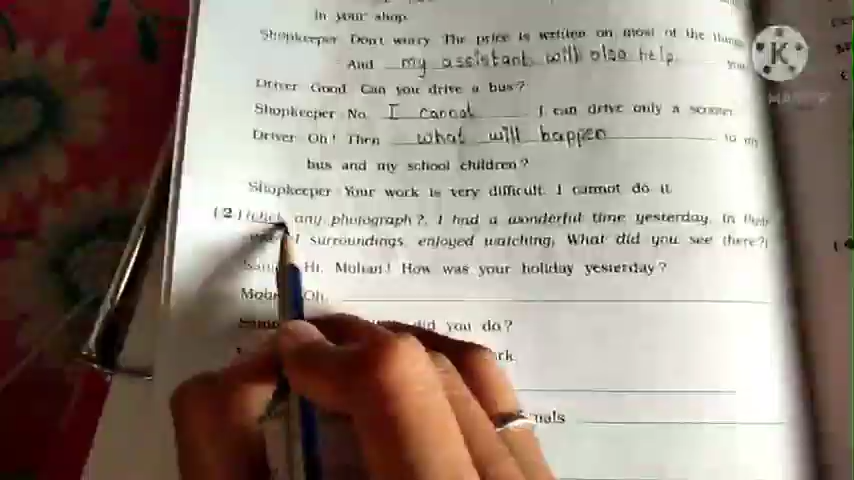 in your shop.
Shopkeeper Don't worry. The price is written on most of the things
And my assistant will also help you
Driver Good Can you drive a bus?
Shopkeeper No. I cannot I can drive only a scooter
Driver Oh! Then what will happen to my
bus and my school children?
Shopkeeper Your work is very difficult. I cannot do it.
(2) any photograph?, I had a wonderful time yesterday, In their
surroundings, enjoyed watching, What did you see there?
Hi, Mohan! How was your holiday yesterday?
Oh,
did you do?
K